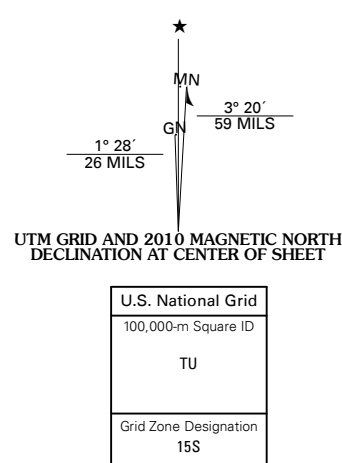 ★
MN
3° 20´
59 MILS
GN
1° 28´
26 MILS
UTM GRID AND 2010 MAGNETIC NORTH
DECLINATION AT CENTER OF SHEET
U.S. National Grid
100,000-m Square ID
TU
Grid Zone Designation
15S